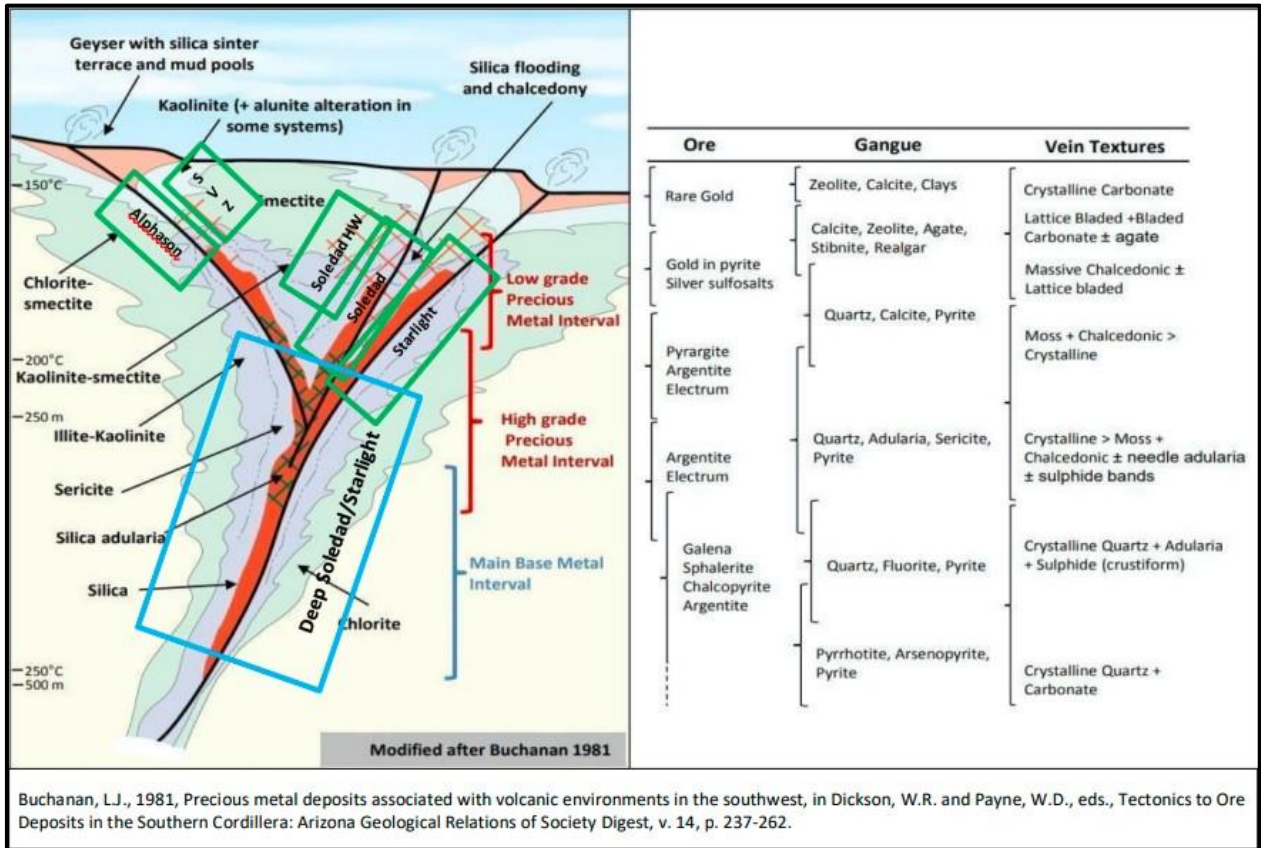 Geyser with silica sinter
terrace and mud pools
Kaolinite (+ alunite alteration in
some systems)
Silica flooding
and chalcedony
150°C
S
V
Z
mectite
Alphason
Chlorite-
smectite
Soledad HW
Soledad
Starlight
Low grade
Precious
Metal Interval
200°C
Kaolinite-smectite
250 m
Illite-Kaolinite
High grade
Precious
Metal Interval
Sericite
Silica adularia
Deep Soledad/Starlight
Main Base Metal
Interval
Silica
Chlorite
250°C
500 m
Modified after Buchanan 1981
Ore
Gangue
Vein Textures
Rare Gold
Zeolite, Calcite, Clays
Crystalline Carbonate
Gold in pyrite
Silver sulfosalts
Calcite, Zeolite, Agate,
Stibnite, Realgar
Lattice Bladed +Bladed
Carbonate ± agate
Massive Chalcedonic ±
Lattice bladed
Quartz, Calcite, Pyrite
Pyrargite
Argentite
Electrum
Moss + Chalcedonic >
Crystalline
Argentite
Electrum
Quartz, Adularia, Sericite,
Pyrite
Crystalline > Moss +
Chalcedonic ± needle adularia
± sulphide bands
Galena
Sphalerite
Chalcopyrite
Argentite
Quartz, Fluorite, Pyrite
Crystalline Quartz + Adularia
+ Sulphide (crustiform)
Pyrrhotite, Arsenopyrite,
Pyrite
Crystalline Quartz +
Carbonate
Buchanan, L.J., 1981, Precious metal deposits associated with volcanic environments in the southwest, in Dickson, W.R. and Payne, W.D., eds., Tectonics to Ore
Deposits in the Southern Cordillera: Arizona Geological Relations of Society Digest, v. 14, p. 237-262.